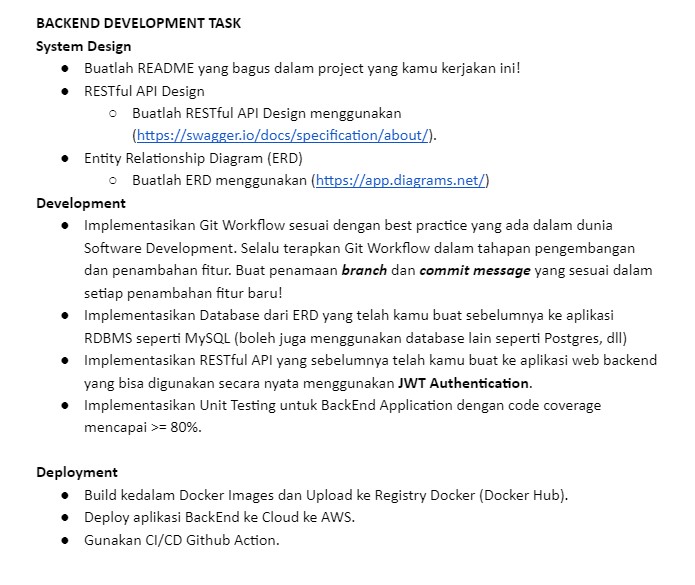 BACKEND DEVELOPMENT TASK
System Design
● Buatlah README yang bagus dalam project yang kamu kerjakan ini!
● RESTful API Design
○ Buatlah RESTful API Design menggunakan
(https://swagger.io/docs/specification/about/).
● Entity Relationship Diagram (ERD)
○ Buatlah ERD menggunakan (https://app.diagrams.net/)
Development
● Implementasikan Git Workflow sesuai dengan best practice yang ada dalam dunia
Software Development. Selalu terapkan Git Workflow dalam tahapan pengembangan
dan penambahan fitur. Buat penamaan branch dan commit message yang sesuai dalam
setiap penambahan fitur baru!
● Implementasikan Database dari ERD yang telah kamu buat sebelumnya ke aplikasi
RDBMS seperti MySQL (boleh juga menggunakan database lain seperti Postgres, dll)
● Implementasikan RESTful API yang sebelumnya telah kamu buat ke aplikasi web backend
yang bisa digunakan secara nyata menggunakan JWT Authentication.
● Implementasikan Unit Testing untuk BackEnd Application dengan code coverage
mencapai >= 80%.
Deployment
● Build kedalam Docker Images dan Upload ke Registry Docker (Docker Hub).
● Deploy aplikasi BackEnd ke Cloud ke AWS.
● Gunakan CI/CD Github Action.